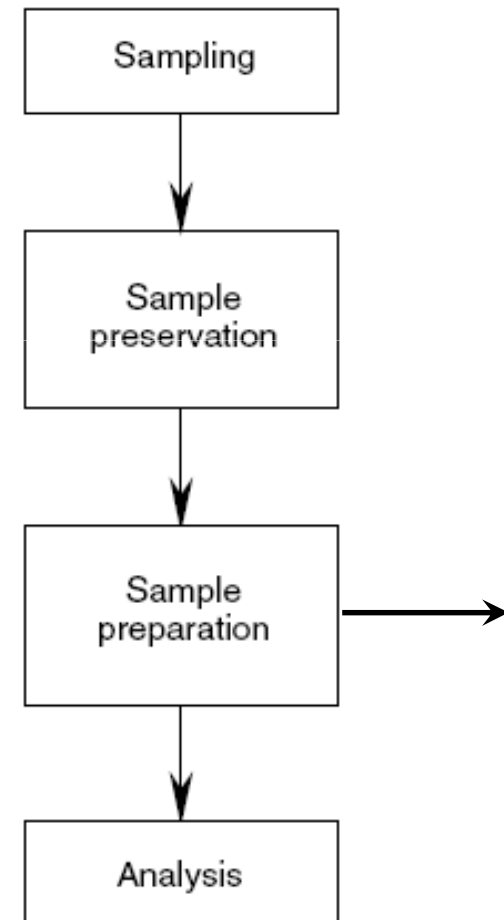 Sampling
Sample
preservation
Sample
preparation
Analysis